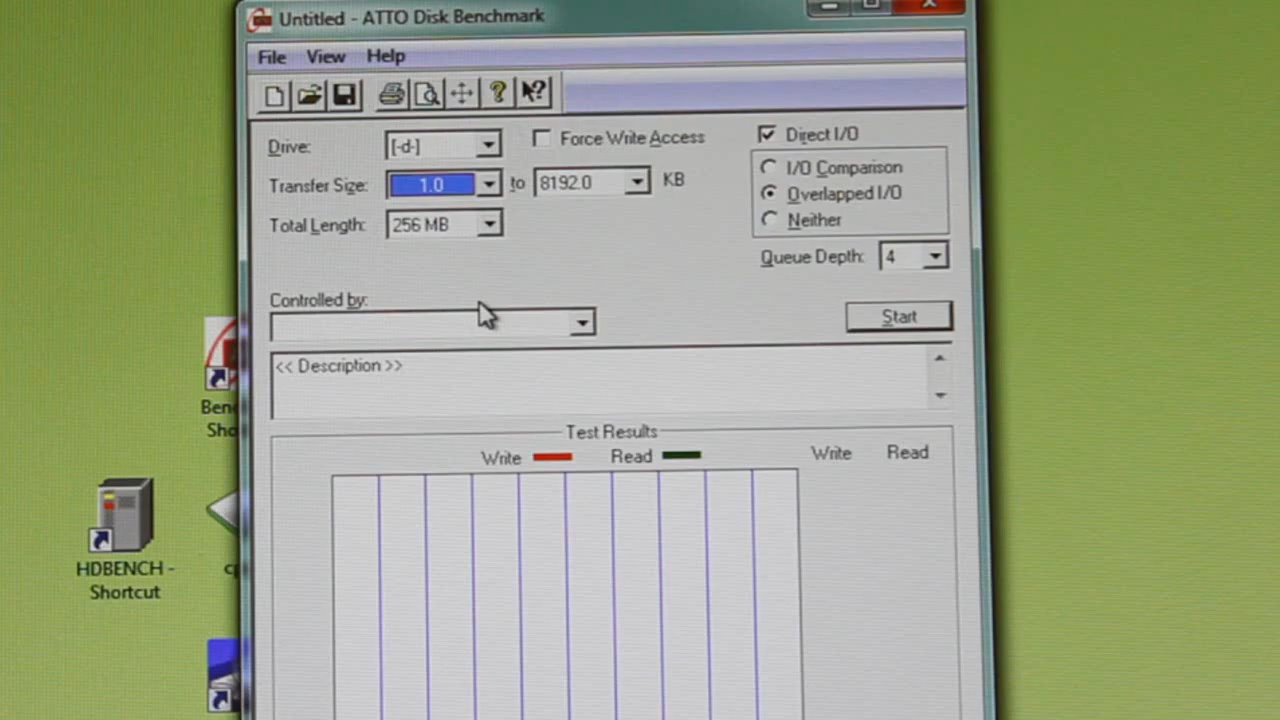 Untitled - ATTO Disk Benchmark
File View Help
Drive: [-d-] Force Write Access Direct I/O
Transfer Size: 1.0 to 8192.0 KB I/O Comparison
Overlapped I/O
Total Length: 256 MB Neither
Queue Depth: 4
Controlled by:
Start
<< Description >>
Test Results
Write Read Write Read
HDBENCH -
Shortcut